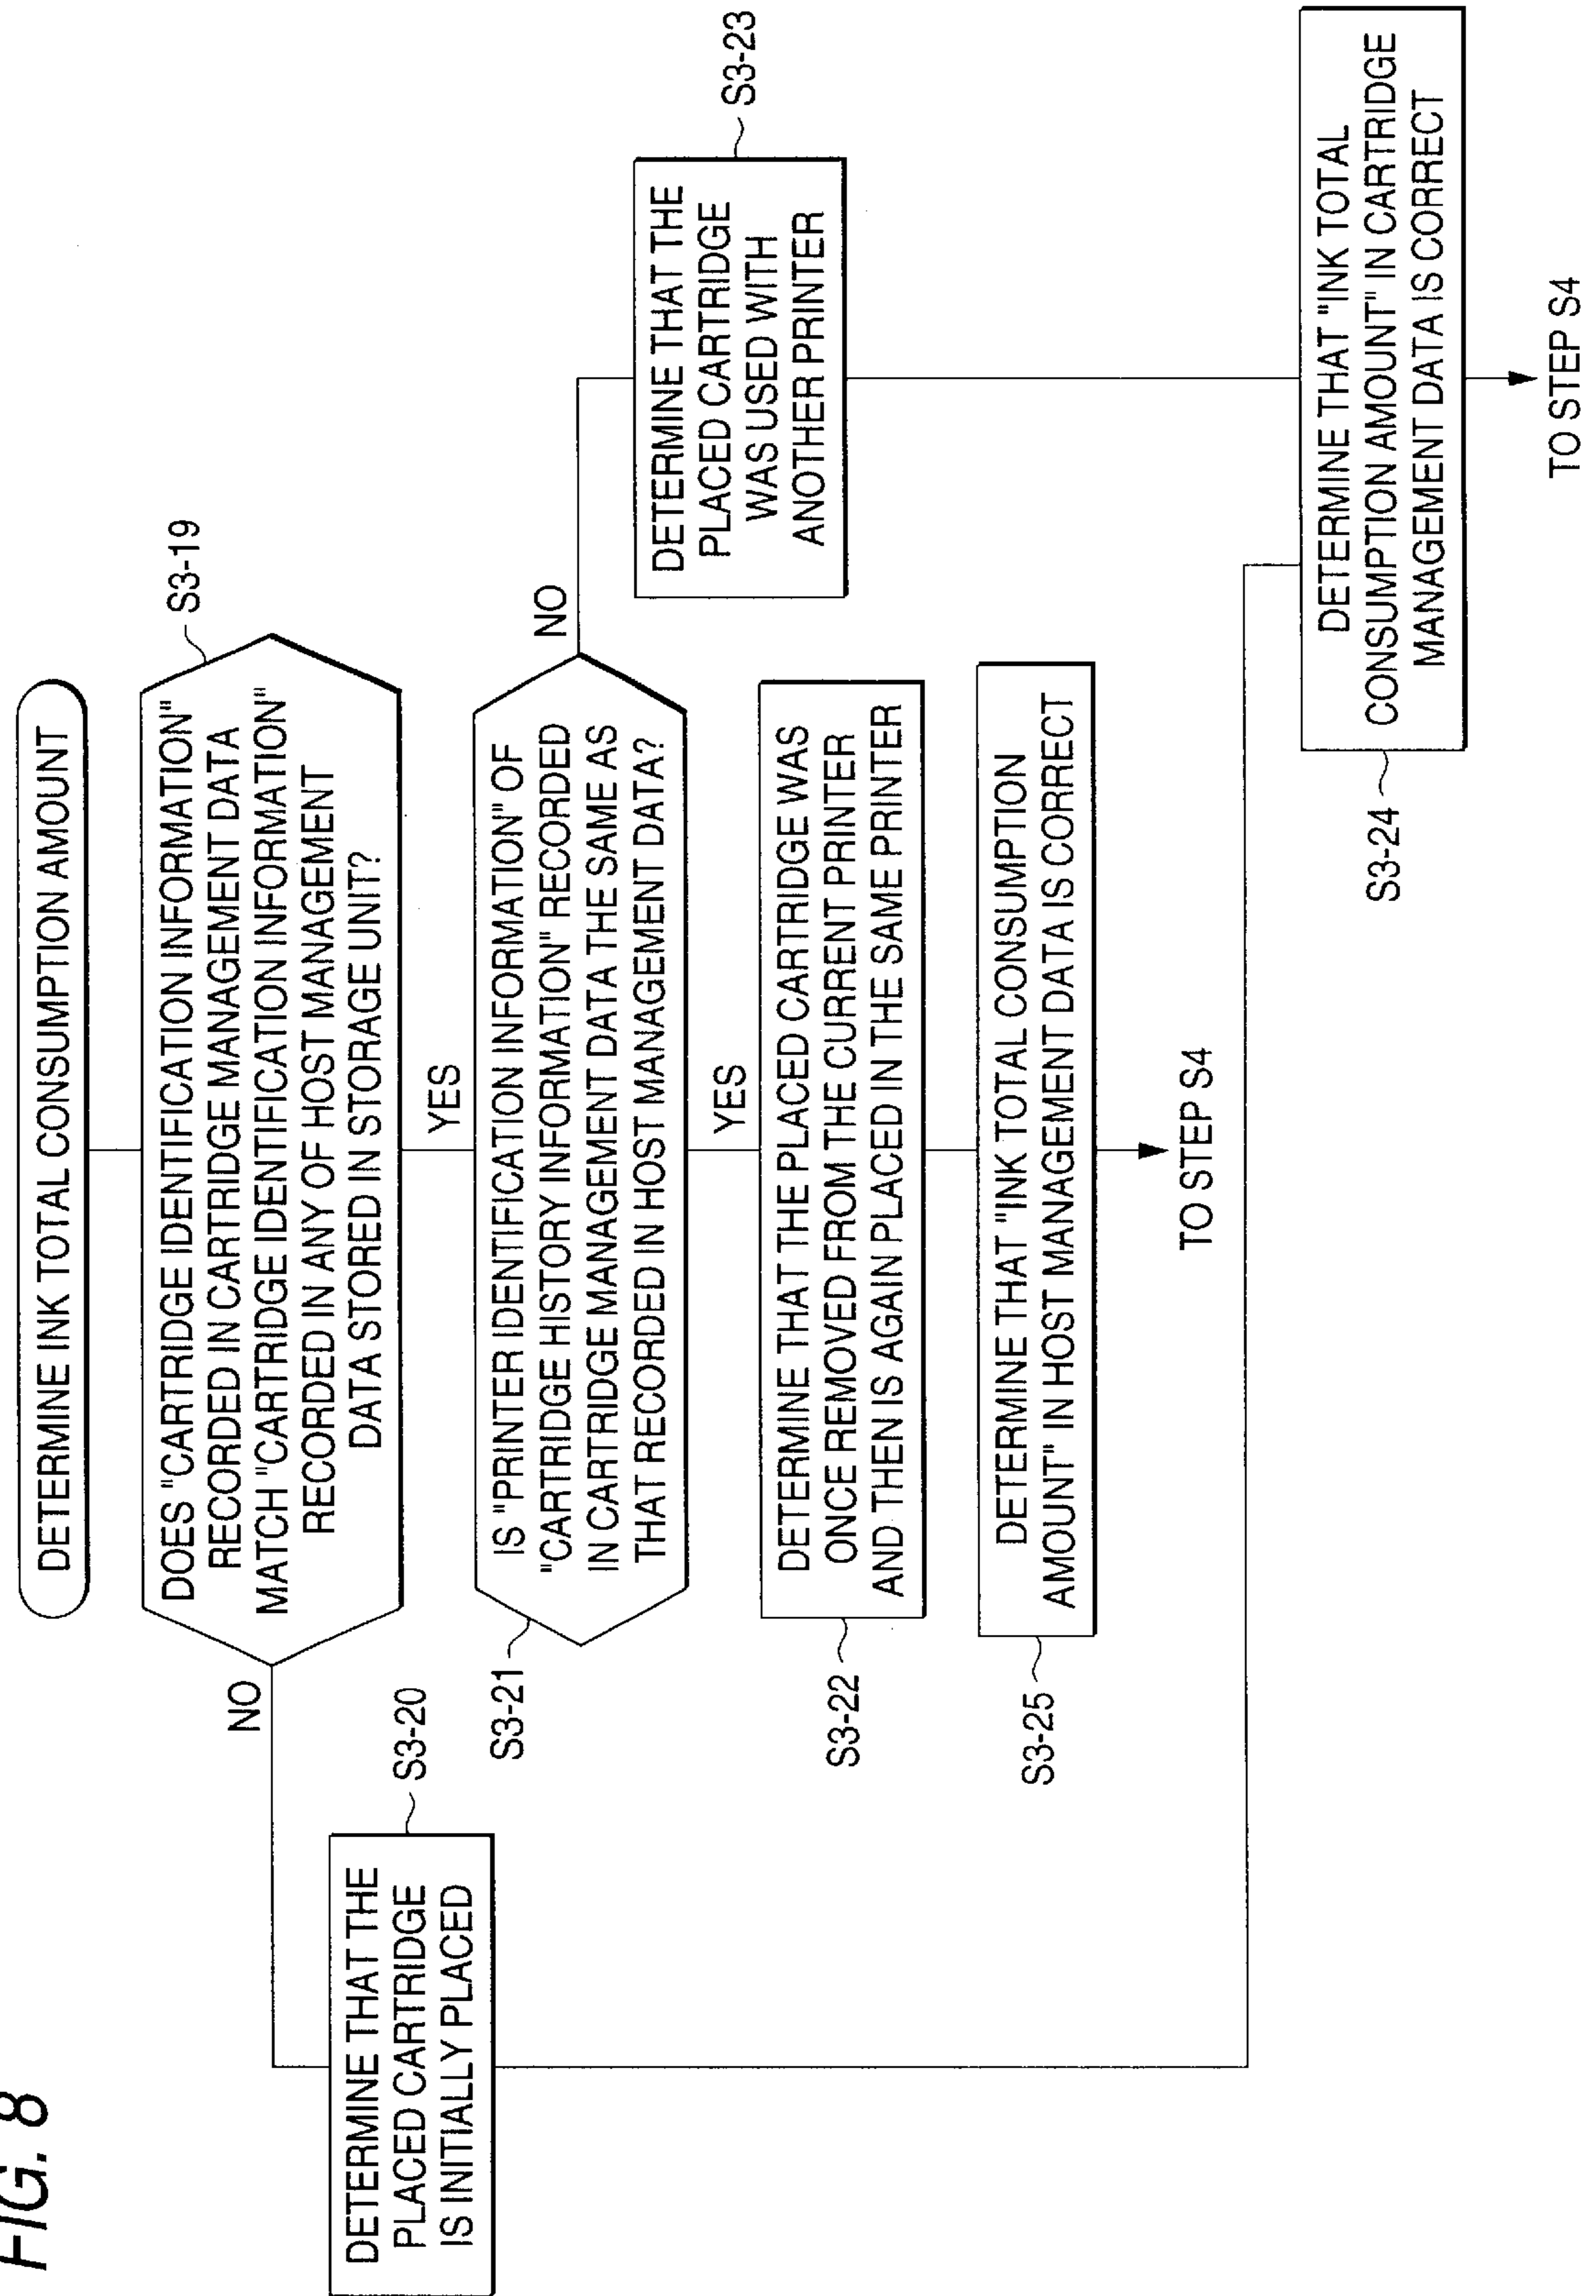 FIG. 8
DETERMINE INK TOTAL CONSUMPTION AMOUNT
DOES "CARTRIDGE IDENTIFICATION INFORMATION"
RECORDED IN CARTRIDGE MANAGEMENT DATA
MATCH "CARTRIDGE IDENTIFICATION INFORMATION"
RECORDED IN ANY OF HOST MANAGEMENT
DATA STORED IN STORAGE UNIT?
S3-19
NO
YES
DETERMINE THAT THE
PLACED CARTRIDGE
IS INITIALLY PLACED
S3-20
S3-21
IS "PRINTER IDENTIFICATION INFORMATION" OF
"CARTRIDGE HISTORY INFORMATION" RECORDED
IN CARTRIDGE MANAGEMENT DATA THE SAME AS
THAT RECORDED IN HOST MANAGEMENT DATA?
NO
YES
DETERMINE THAT THE
PLACED CARTRIDGE
WAS USED WITH
ANOTHER PRINTER
S3-23
S3-22
DETERMINE THAT THE PLACED CARTRIDGE WAS
ONCE REMOVED FROM THE CURRENT PRINTER
AND THEN IS AGAIN PLACED IN THE SAME PRINTER
S3-25
DETERMINE THAT "INK TOTAL CONSUMPTION
AMOUNT" IN HOST MANAGEMENT DATA IS CORRECT
TO STEP S4
S3-24
DETERMINE THAT "INK TOTAL
CONSUMPTION AMOUNT" IN CARTRIDGE
MANAGEMENT DATA IS CORRECT
TO STEP S4